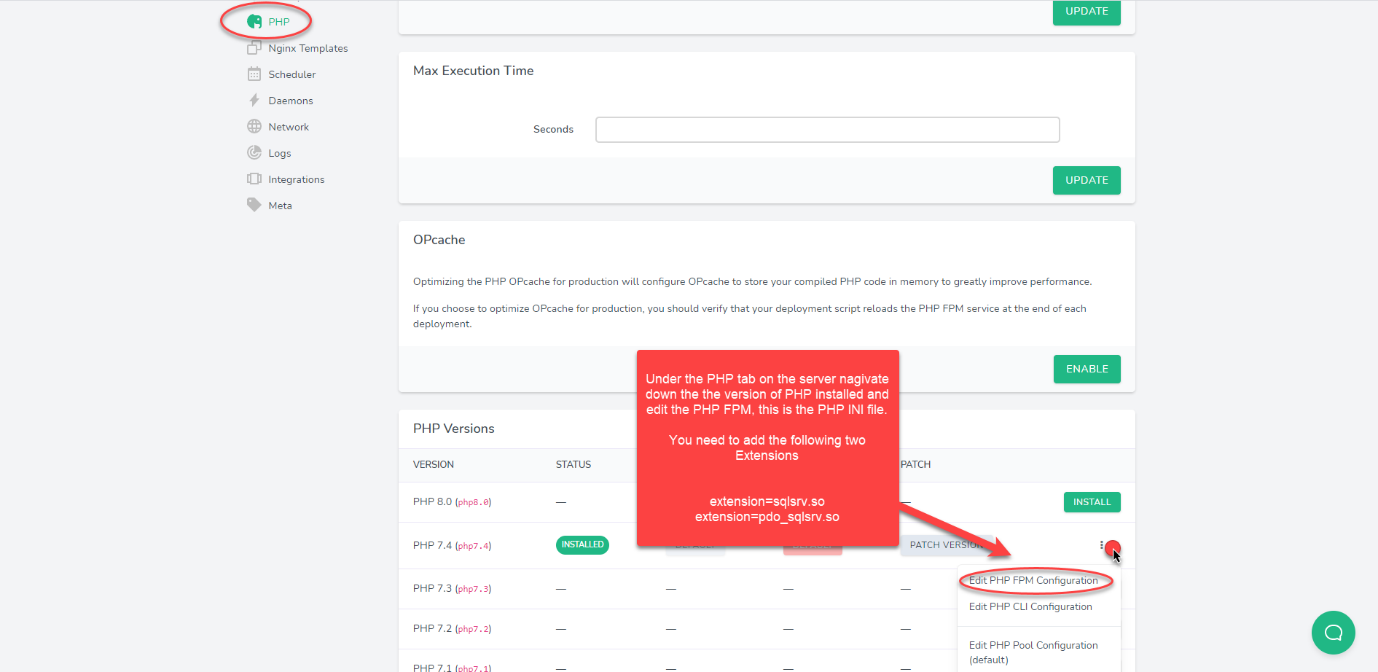 PHP
Nginx Templates
Scheduler
Daemons
Network
Logs
Integrations
Meta
UPDATE
Max Execution Time
Seconds
UPDATE
OPcache
Optimizing the PHP OPcache for production will configure OPcache to store your compiled PHP code in memory to greatly improve performance.
If you choose to optimize OPcache for production, you should verify that your deployment script reloads the PHP FPM service at the end of each
deployment.
ENABLE
Under the PHP tab on the server nagivate
down the the version of PHP installed and
edit the PHP FPM, this is the PHP INI file.
You need to add the following two
Extensions
extension=sqlsrv.so
extension=pdo_sqlsrv.so
PHP Versions
VERSION STATUS PATCH
PHP 8.0 (php8.0) — — INSTALL
PHP 7.4 (php7.4) INSTALLED PATCH VERSION
PHP 7.3 (php7.3) — — — —
PHP 7.2 (php7.2) — — — —
PHP 7.1 (php7.1) — — — —
Edit PHP FPM Configuration
Edit PHP CLI Configuration
Edit PHP Pool Configuration
(default)